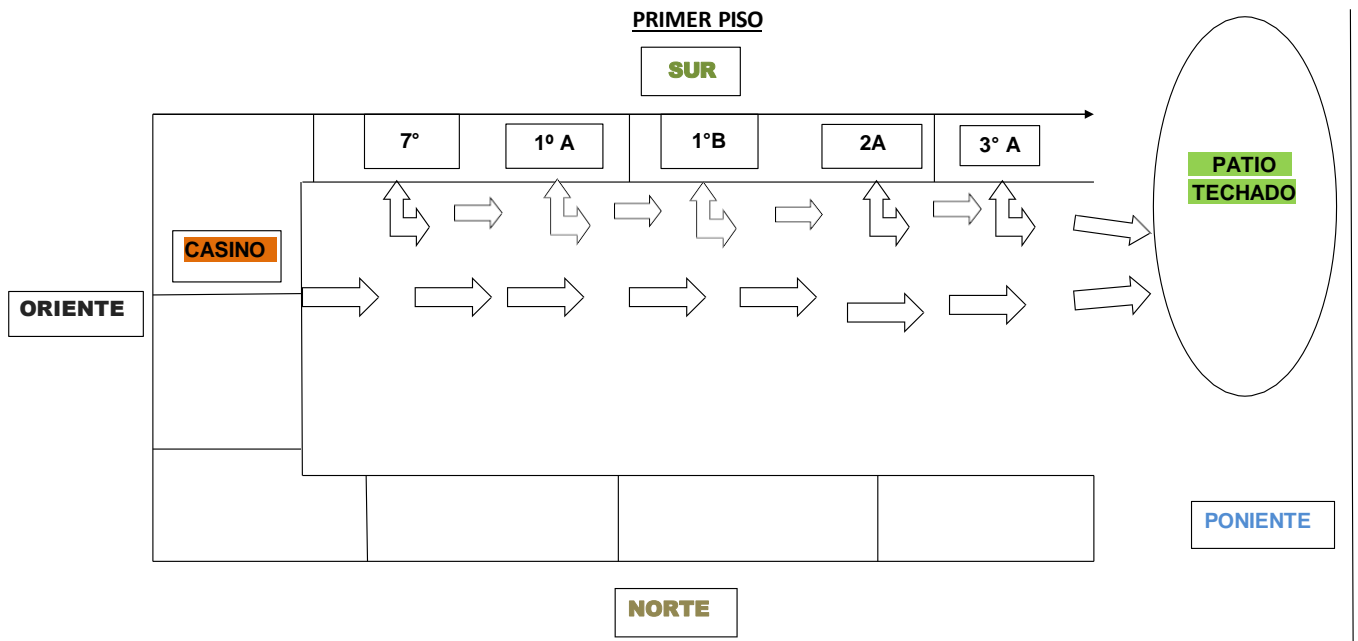 PRIMER PISO
SUR
7°
1º A
1°B
2A
3° A
PATIO
TECHADO
CASINO
ORIENTE
PONIENTE
NORTE